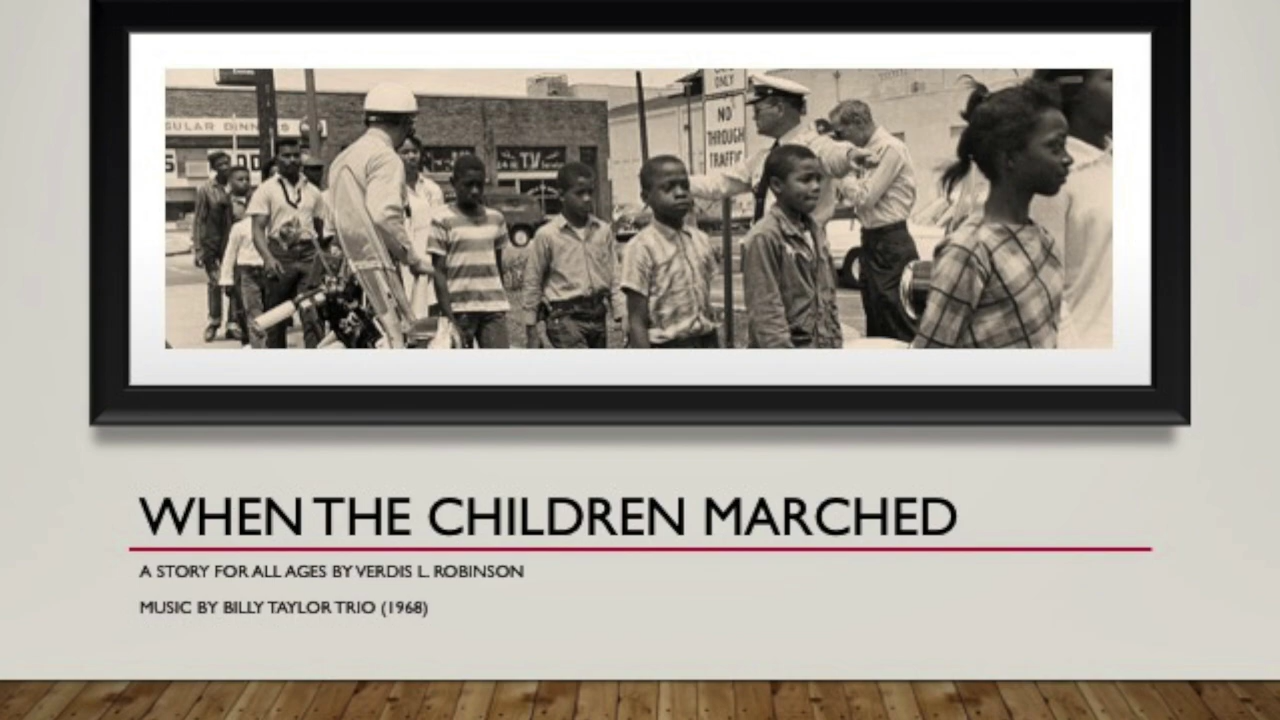 NO
THROUGH
TRAFFIC
ONLY
TV
WHEN THE CHILDREN MARCHED
A STORY FOR ALL AGES BY VERDIS L. ROBINSON
MUSIC BY BILLY TAYLOR TRIO (1968)